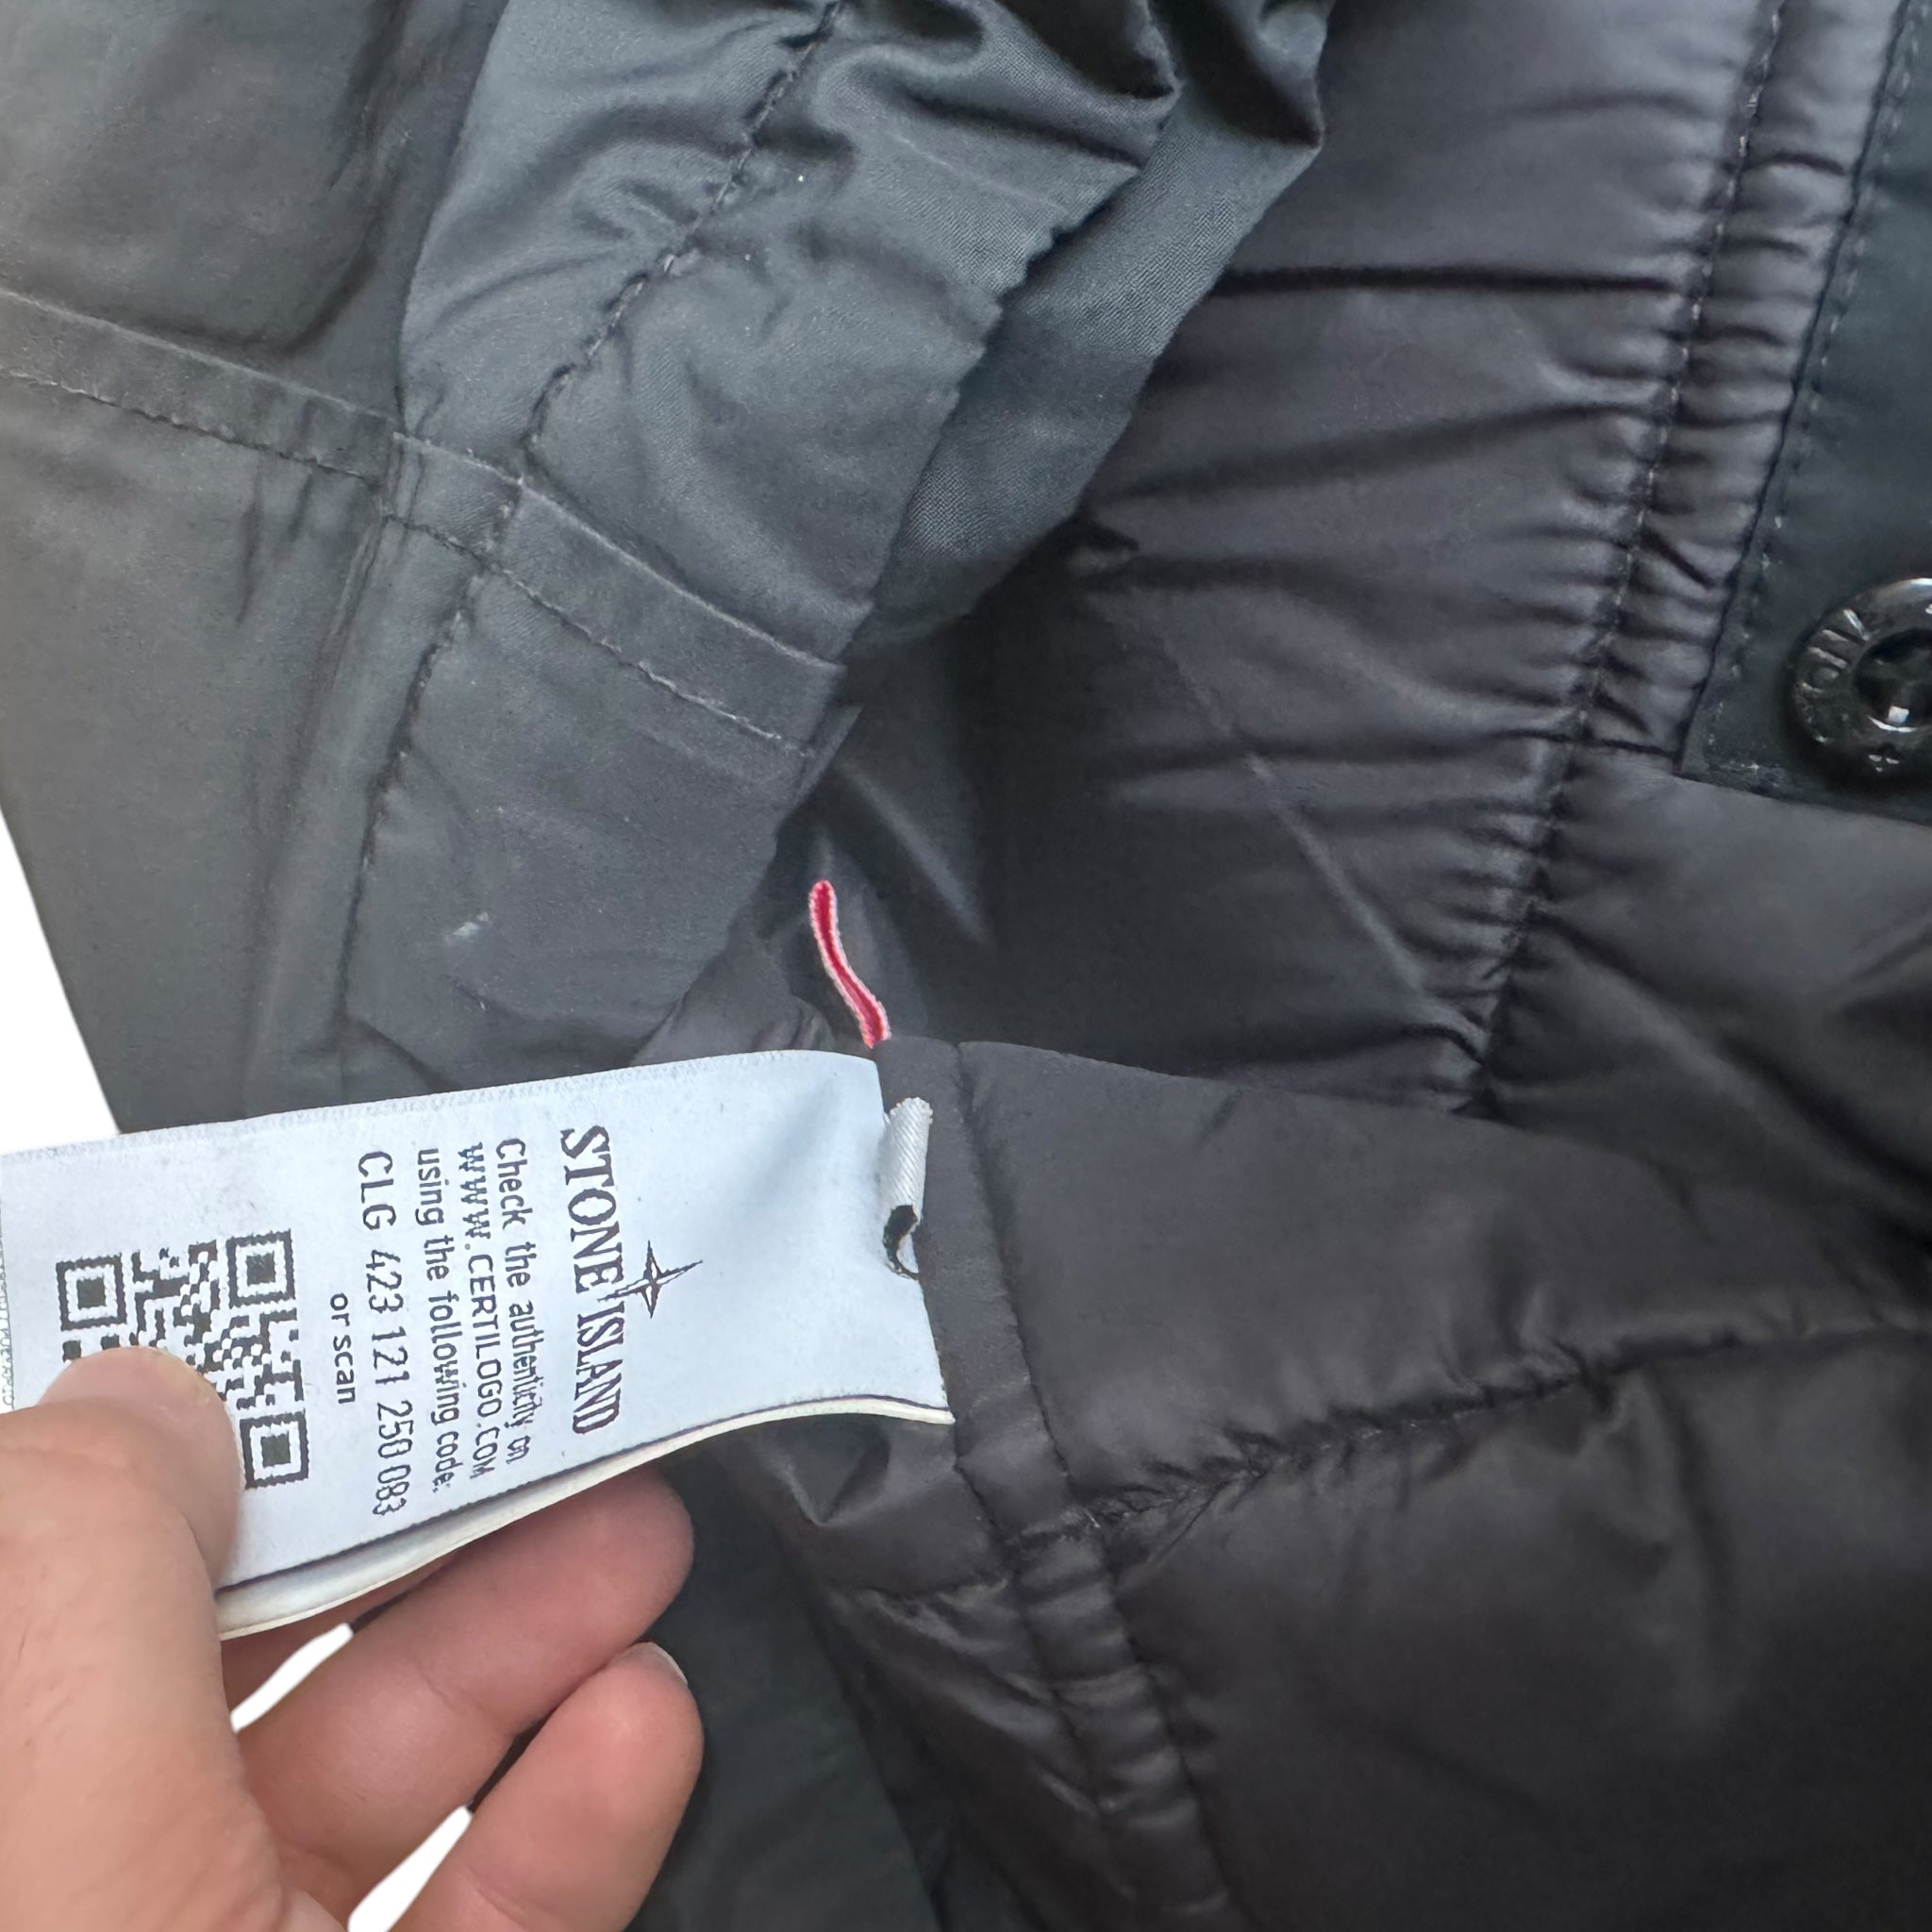 STONE ISLAND
Check the authenticity on
WWW.CERTILOGO.COM
using the following code:
CLG 423 121 250 083
or scan